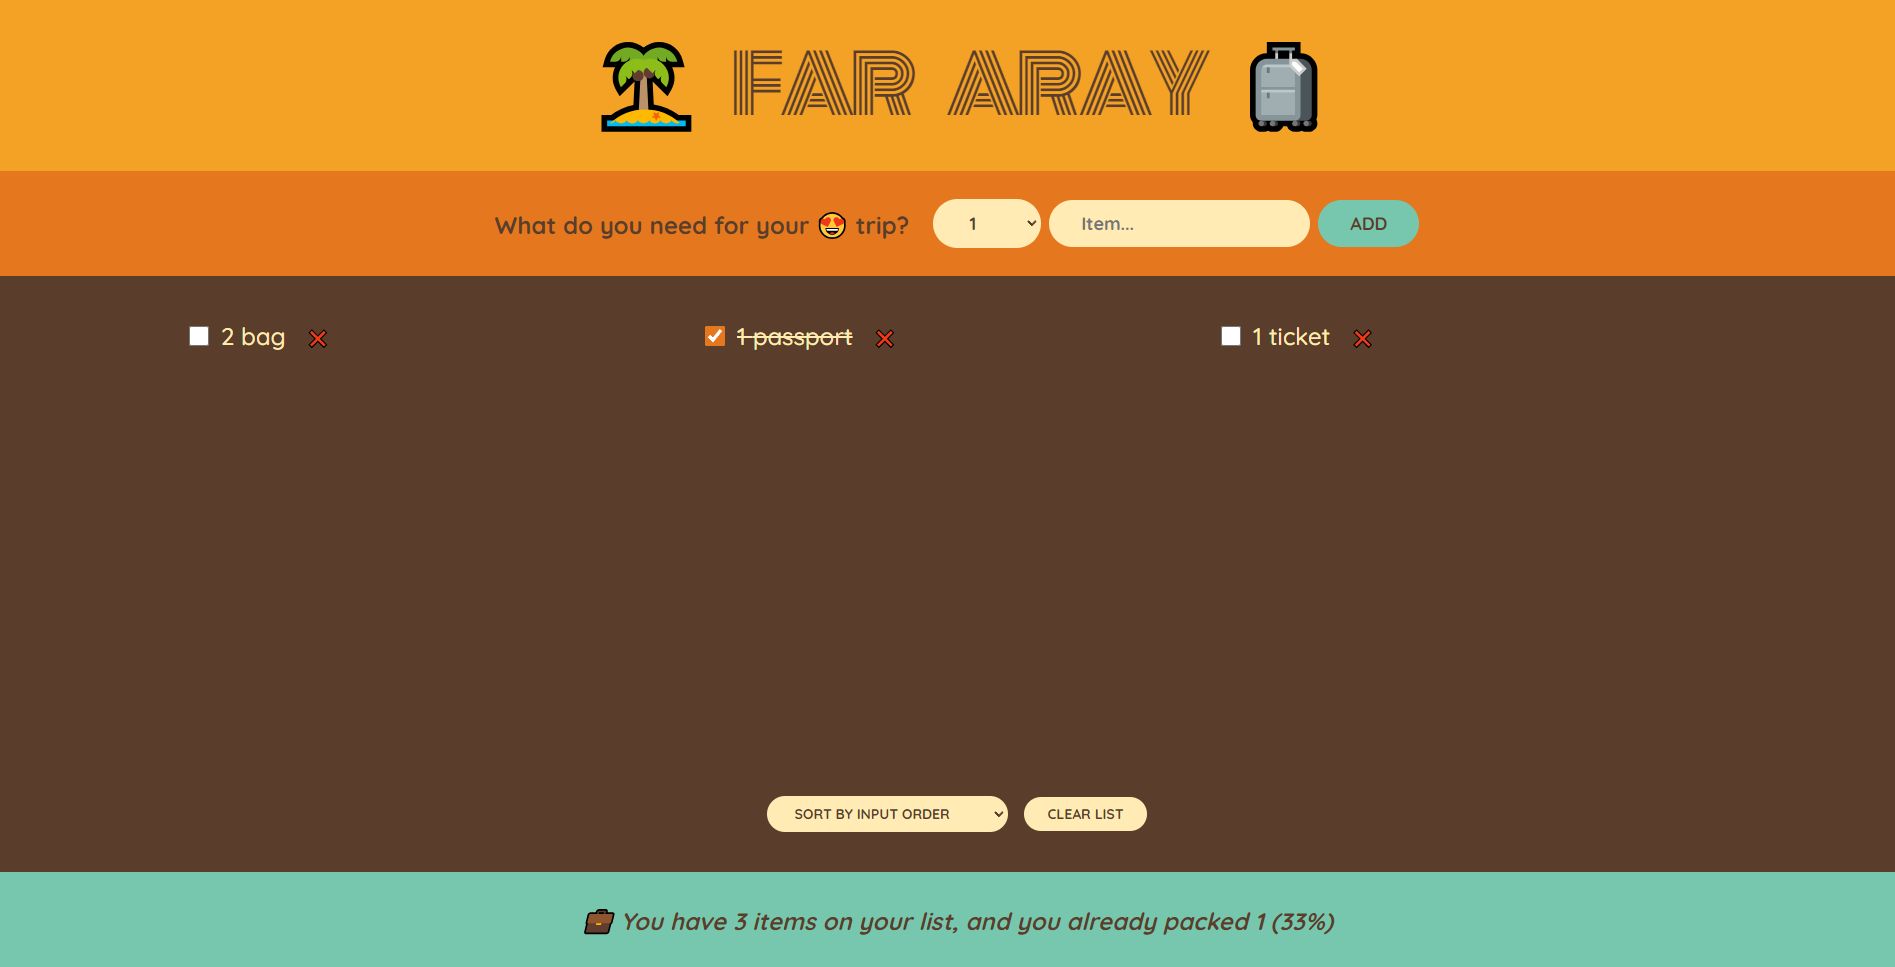 🌴 FAR ARAY 🧳
What do you need for your 😍 trip? 1 Item... ADD
2 bag ❌ 1 passport ❌ 1 ticket ❌
SORT BY INPUT ORDER CLEAR LIST
💼 You have 3 items on your list, and you already packed 1 (33%)